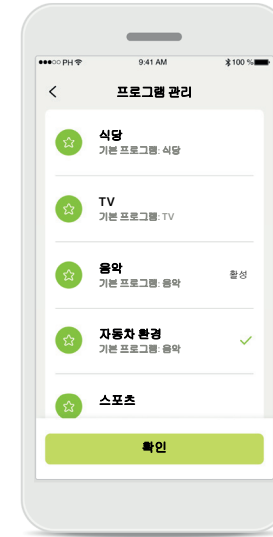 PH 9:41 AM 100 %
프로그램 관리
식당
기본 프로그램: 식당
TV
기본 프로그램: TV
음악
기본 프로그램: 음악
활성
자동차 환경
기본 프로그램: 음악
스포츠
확인